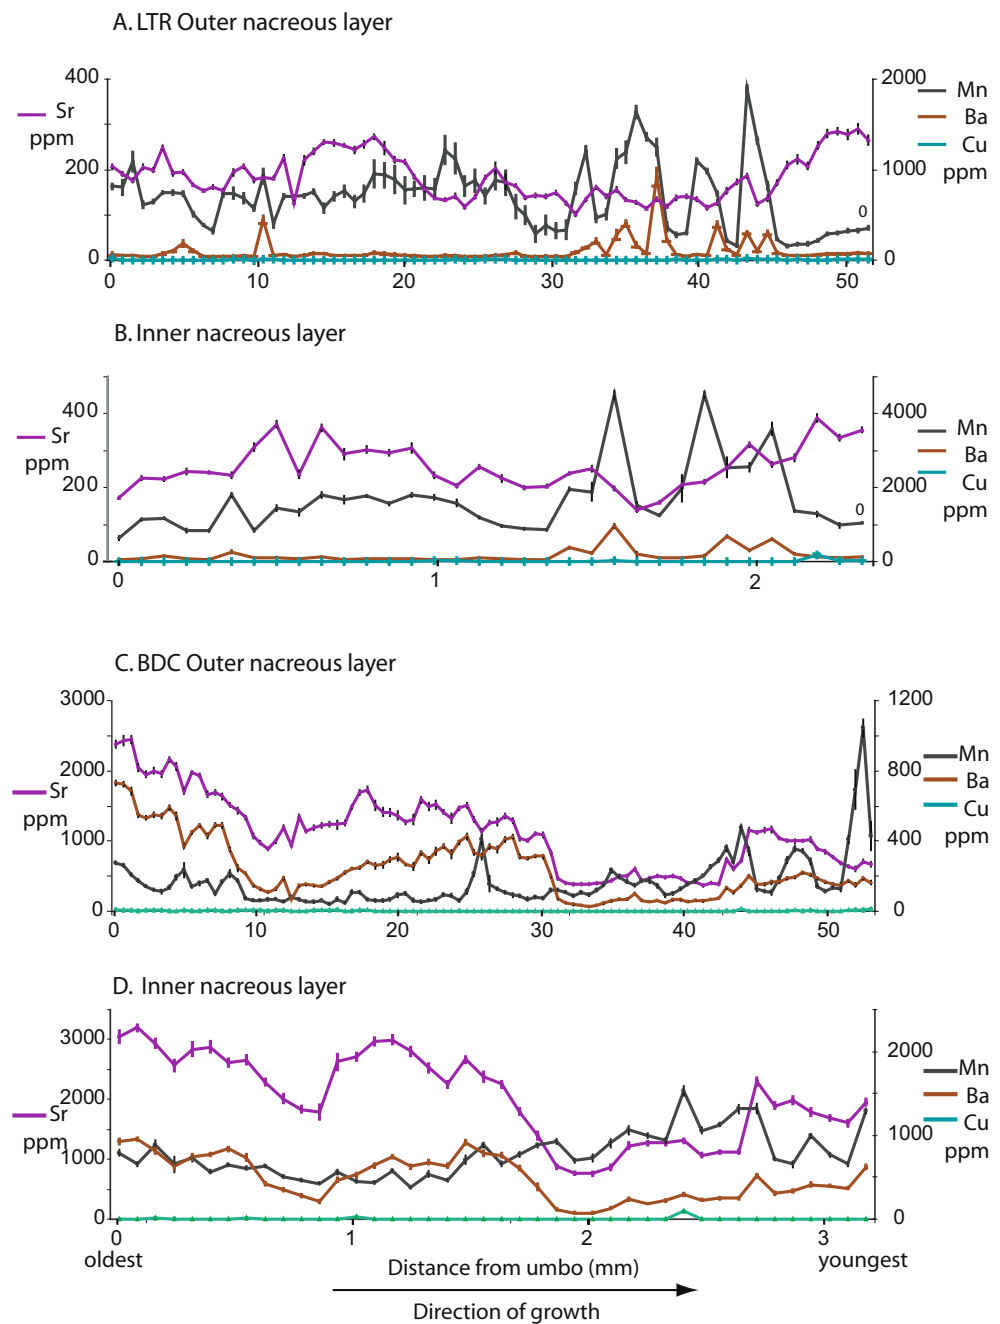 A. LTR Outer nacreous layer
400
200
0
Sr
ppm
2000
1000
0
Mn
Ba
Cu
ppm
0
0 10 20 30 40 50
B. Inner nacreous layer
400
200
0
Sr
ppm
4000
2000
0
Mn
Ba
Cu
ppm
0
0 1 2
C. BDC Outer nacreous layer
3000
2000
1000
0
Sr
ppm
1200
800
400
0
Mn
Ba
Cu
ppm
0 10 20 30 40 50
D. Inner nacreous layer
3000
2000
1000
0
Sr
ppm
2000
1000
0
Mn
Ba
Cu
ppm
0 1 2 3
oldest youngest
Distance from umbo (mm)
Direction of growth